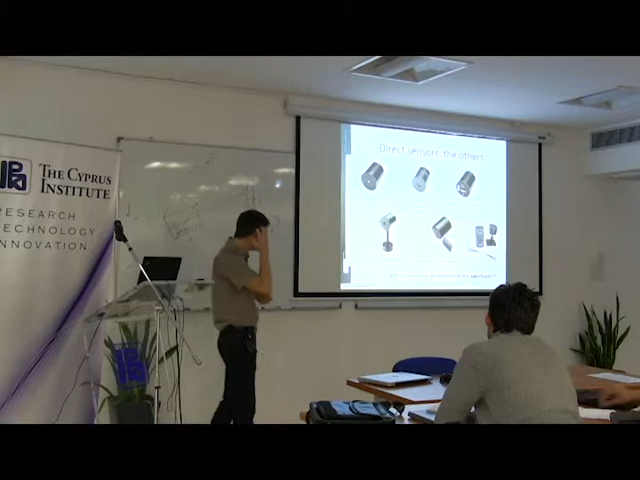 THE CYPRUS
INSTITUTE
RESEARCH
TECHNOLOGY
INNOVATION
Direct sensors: the others